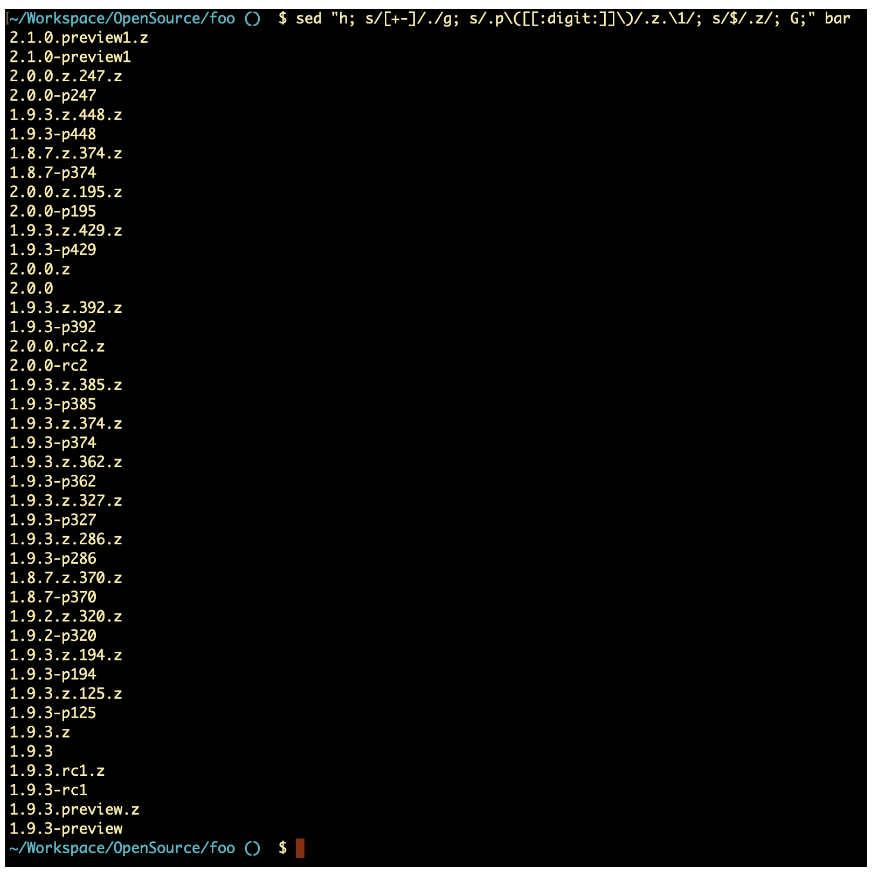 ~/Workspace/OpenSource/foo ()  $ sed "h; s/[+-]/./g; s/.p\([[:digit:]]\)/.z.\1/; s/$/.z/; G;" bar
2.1.0.preview1.z
2.1.0-preview1
2.0.0.z.247.z
2.0.0-p247
1.9.3.z.448.z
1.9.3-p448
1.8.7.z.374.z
1.8.7-p374
2.0.0.z.195.z
2.0.0-p195
1.9.3.z.429.z
1.9.3-p429
2.0.0.z
2.0.0
1.9.3.z.392.z
1.9.3-p392
2.0.0.rc2.z
2.0.0-rc2
1.9.3.z.385.z
1.9.3-p385
1.9.3.z.374.z
1.9.3-p374
1.9.3.z.362.z
1.9.3-p362
1.9.3.z.327.z
1.9.3-p327
1.9.3.z.286.z
1.9.3-p286
1.8.7.z.370.z
1.8.7-p370
1.9.2.z.320.z
1.9.2-p320
1.9.3.z.194.z
1.9.3-p194
1.9.3.z.125.z
1.9.3-p125
1.9.3.z
1.9.3
1.9.3.rc1.z
1.9.3-rc1
1.9.3.preview.z
1.9.3-preview
~/Workspace/OpenSource/foo ()  $